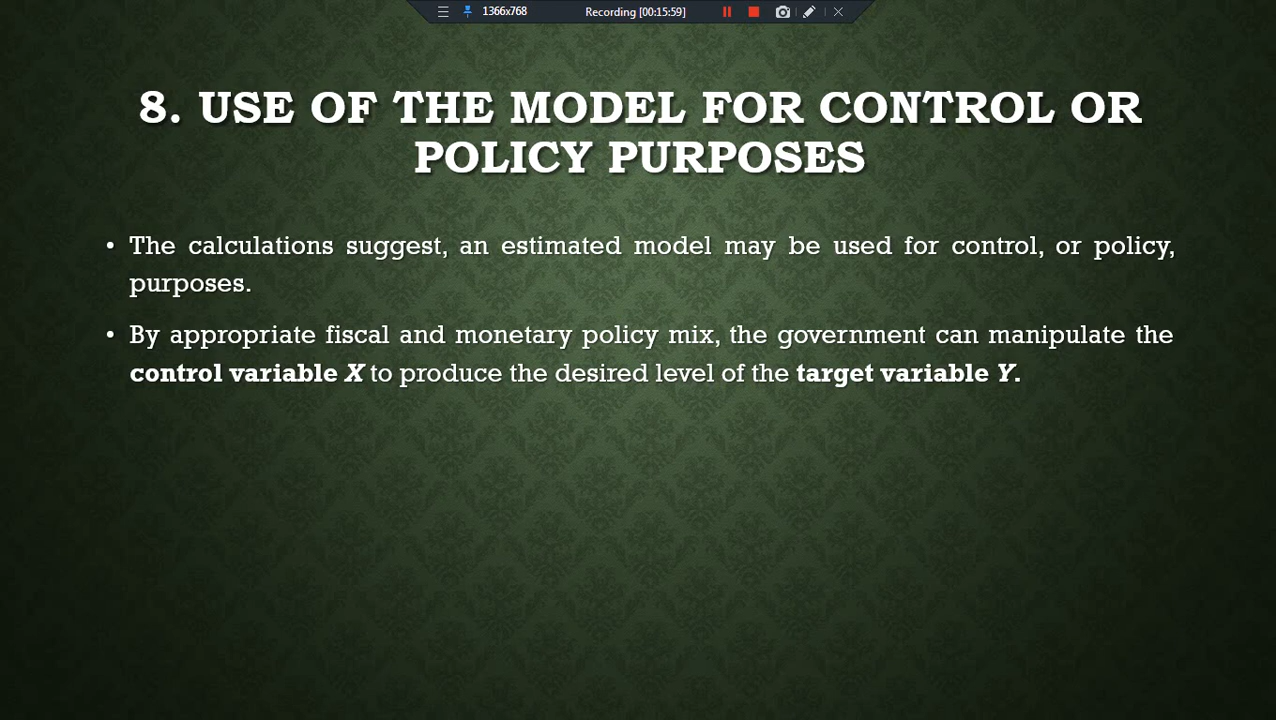 1366x768
Recording [00:15:59]
8. USE OF THE MODEL FOR CONTROL OR
POLICY PURPOSES
• The calculations suggest, an estimated model may be used for control, or policy,
purposes.
• By appropriate fiscal and monetary policy mix, the government can manipulate the
control variable X to produce the desired level of the target variable Y.